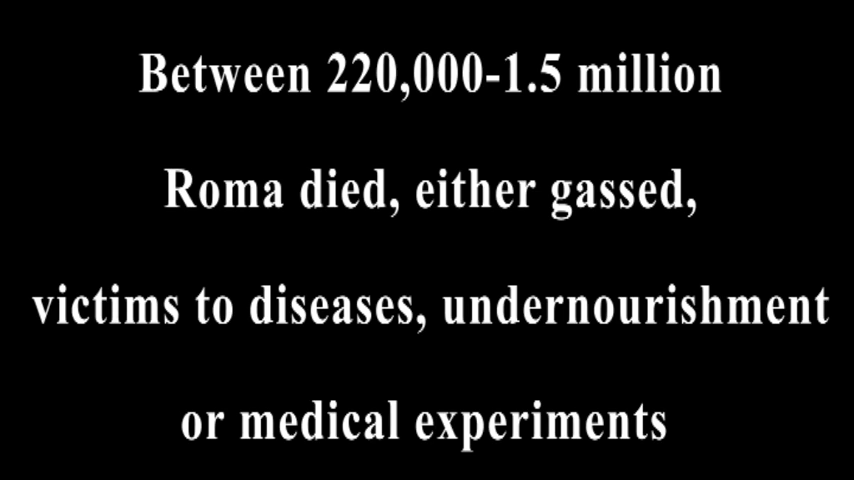 Between 220,000-1.5 million
Roma died, either gassed,
victims to diseases, undernourishment
or medical experiments